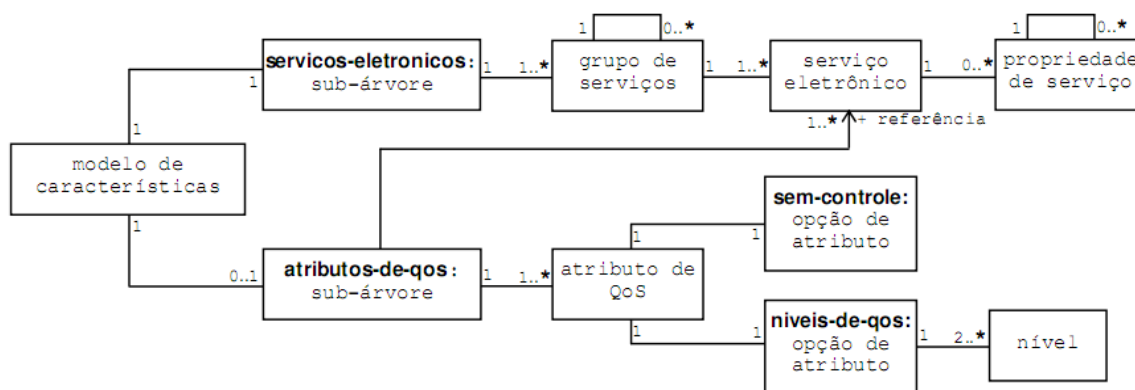 1
0..*
1
0..*
servicos-eletronicos:
sub-árvore
1
1
1..*
grupo de
serviços
1
1..*
serviço
eletrônico
1
0..*
propriedade
de serviço
1..*
+ referência
1
modelo de
características
1
sem-controle:
opção de
atributo
1
1
0..1
atributos-de-qos:
sub-árvore
1
1..*
atributo de
QoS
1
1
niveis-de-qos:
opção de
atributo
1
2..*
nível